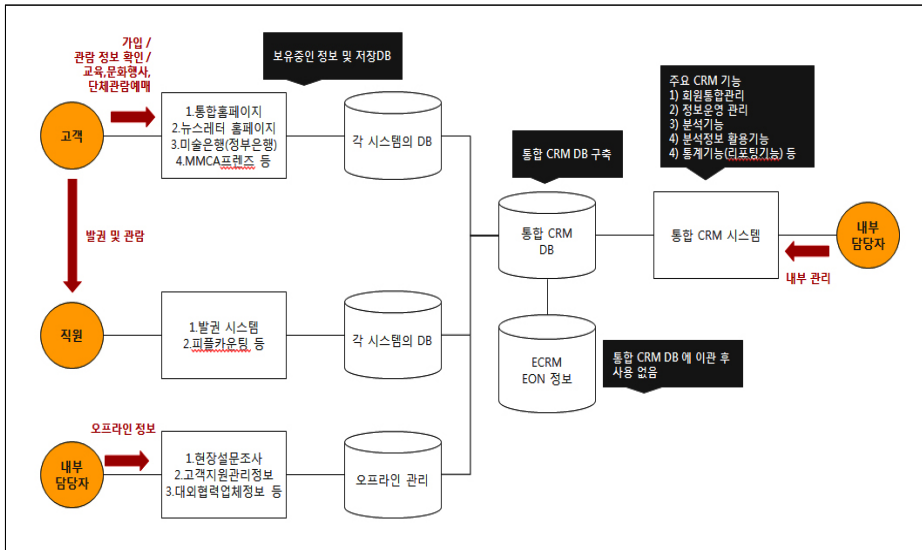 가입 /
관람 정보 확인 /
교육,문화행사,
단체관람예매
보유중인 정보 및 저장DB
주요 CRM 기능
1) 회원통합관리
2) 정보운영 관리
3) 분석기능
4) 분석정보 활용기능
4) 통계기능(리포팅기능) 등
고객
1.통합홈페이지
2.뉴스레터 홈페이지
3.미술은행(정부은행)
4.MMCA프렌즈 등
각 시스템의 DB
통합 CRM DB 구축
발권 및 관람
통합 CRM
DB
통합 CRM 시스템
내부
담당자
내부 관리
직원
1.발권 시스템
2.피플카운팅 등
각 시스템의 DB
ECRM
EON 정보
통합 CRM DB 에 이관 후
사용 없음
오프라인 정보
내부
담당자
1.현장설문조사
2.고객지원관리정보
3.대외협력업체정보 등
오프라인 관리